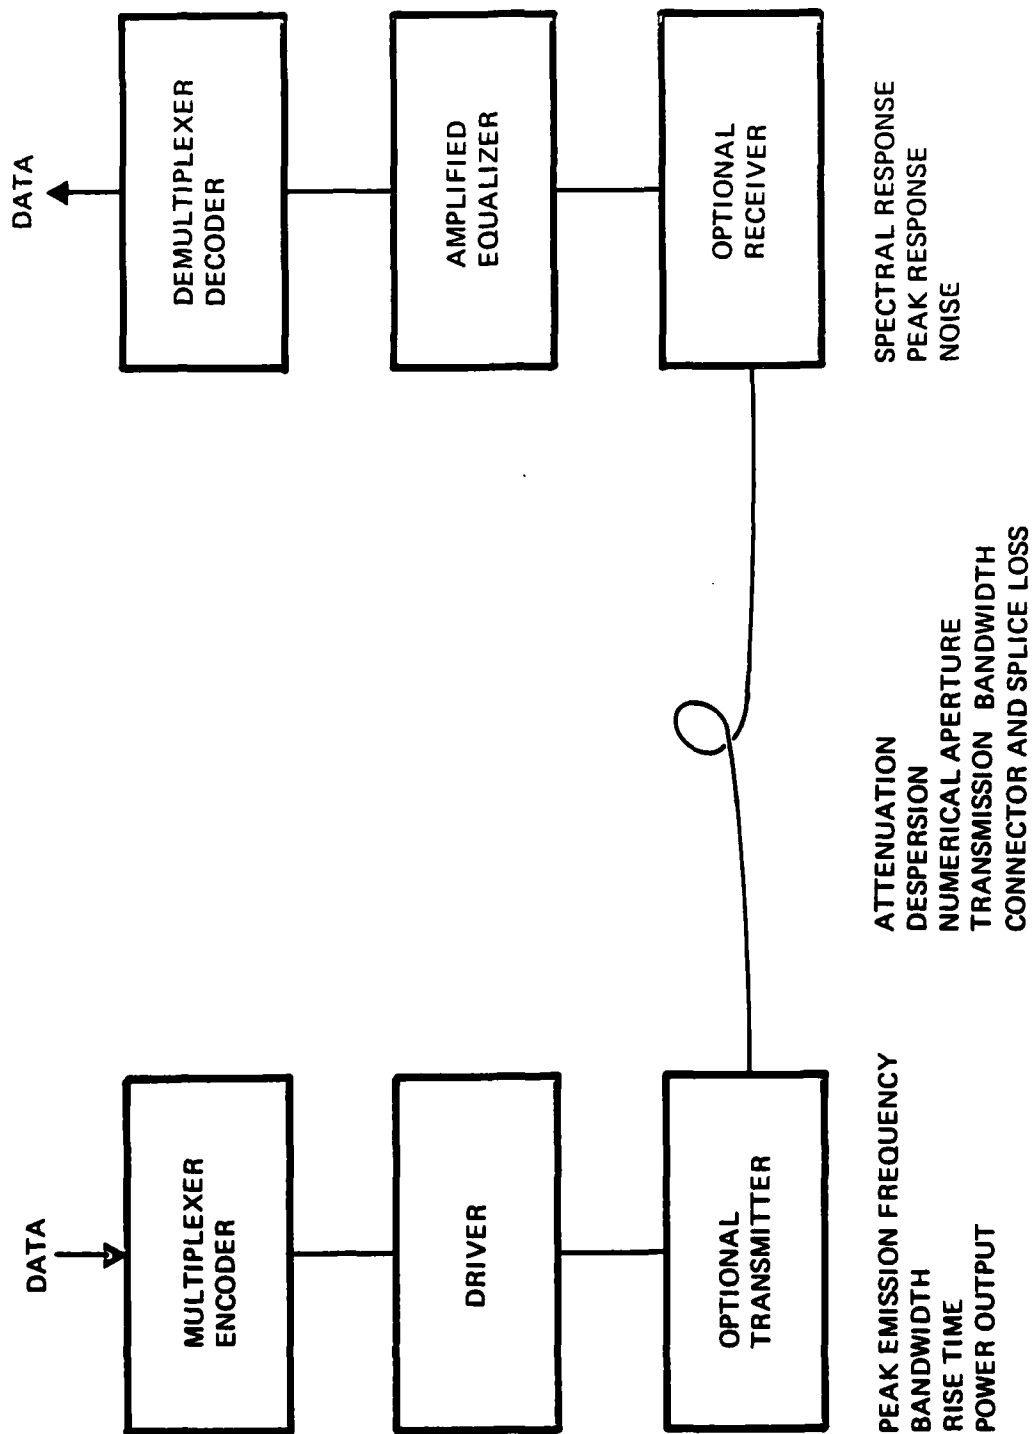 DATA
MULTIPLEXER
ENCODER
DRIVER
OPTIONAL
TRANSMITTER
PEAK EMISSION FREQUENCY
BANDWIDTH
RISE TIME
POWER OUTPUT
ATTENUATION
DESPERSION
NUMERICAL APERTURE
TRANSMISSION BANDWIDTH
CONNECTOR AND SPLICE LOSS
DATA
DEMULTIPLEXER
DECODER
AMPLIFIED
EQUALIZER
OPTIONAL
RECEIVER
SPECTRAL RESPONSE
PEAK RESPONSE
NOISE